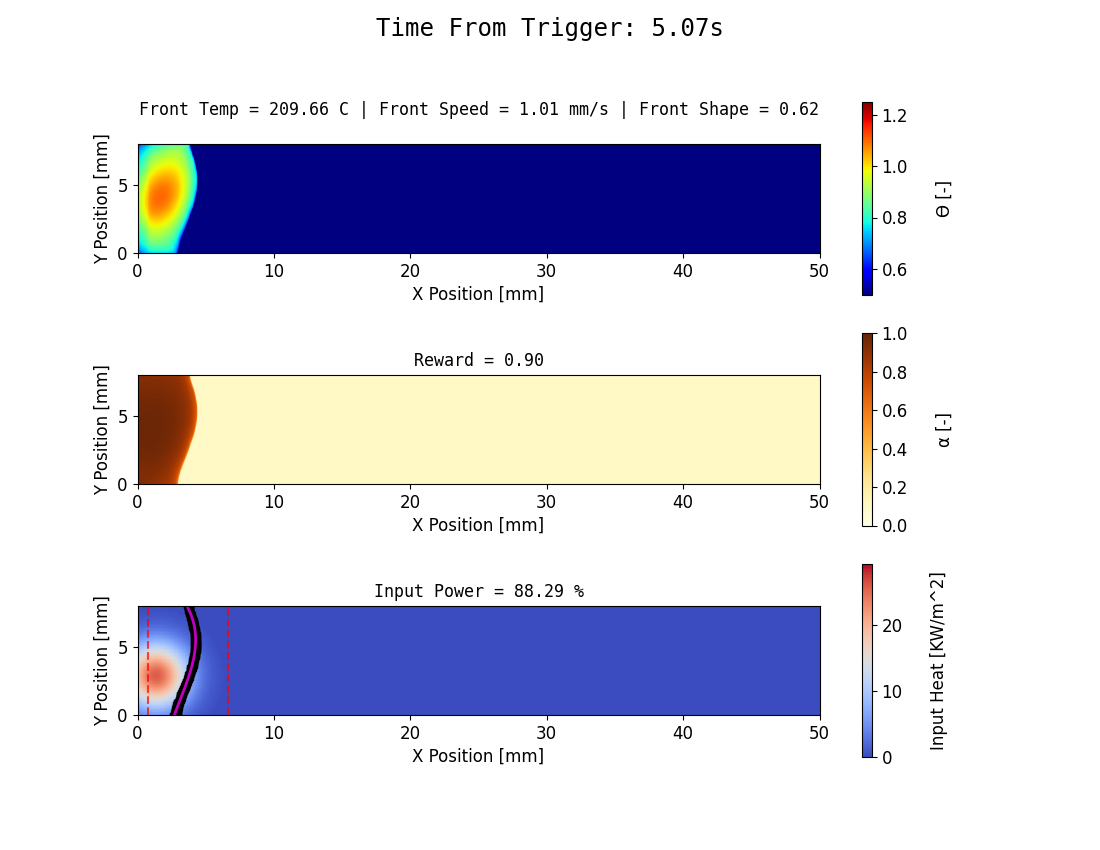 Time From Trigger: 5.07s
Front Temp = 209.66 C | Front Speed = 1.01 mm/s | Front Shape = 0.62
Y Position [mm]
5
0
0 10 20 30 40 50
X Position [mm]
1.2
1.0
0.8
0.6
Θ [-]
Reward = 0.90
Y Position [mm]
5
0
0 10 20 30 40 50
X Position [mm]
1.0
0.8
0.6
0.4
0.2
0.0
α [-]
Input Power = 88.29 %
Y Position [mm]
5
0
0 10 20 30 40 50
X Position [mm]
20
10
0
Input Heat [KW/m^2]